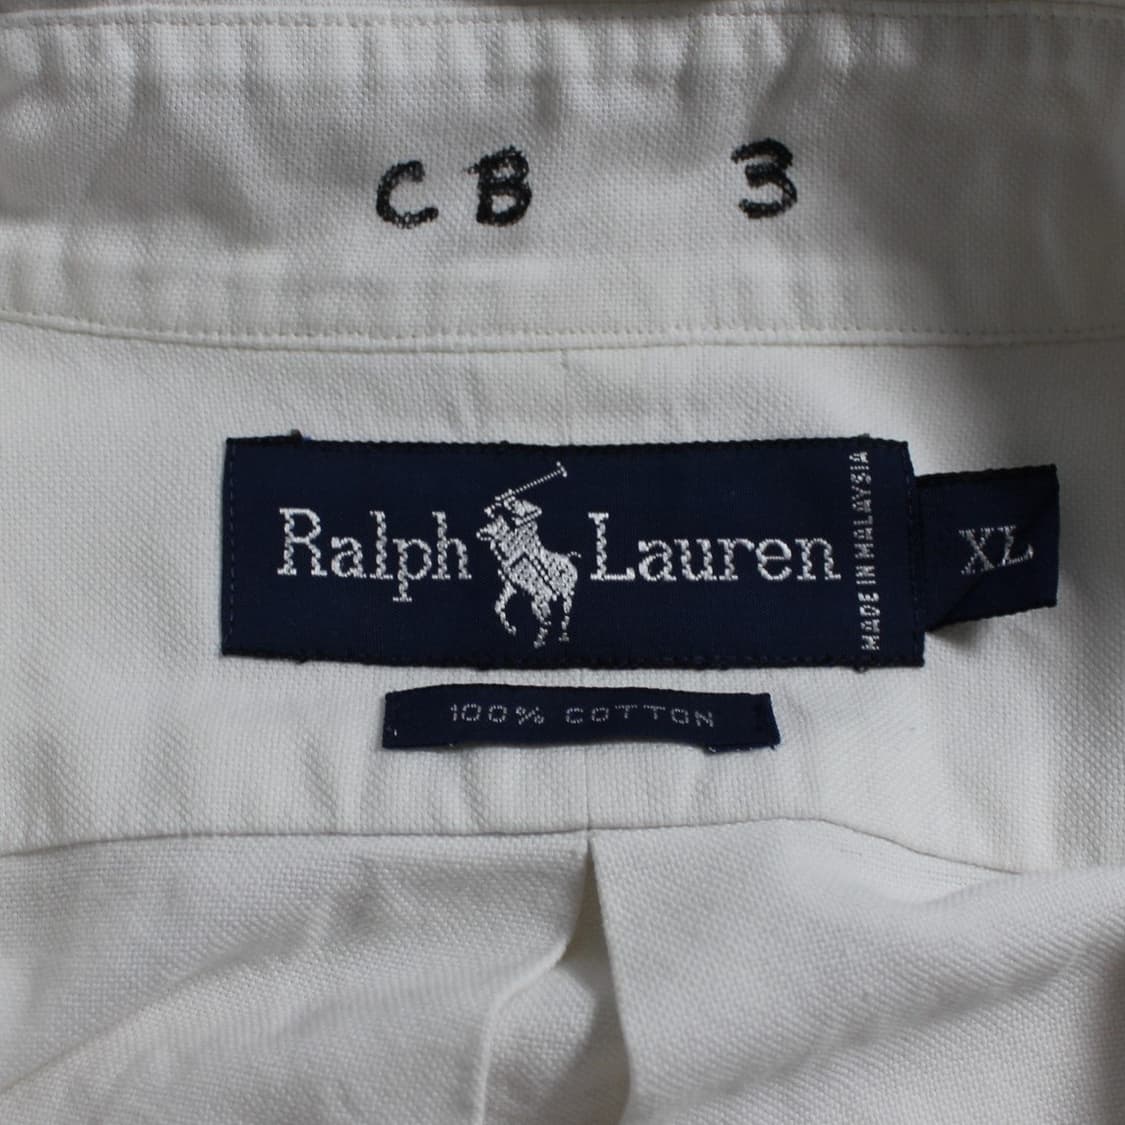 CB 3
Ralph Lauren
MADE IN MALAYSIA
XL
100% COTTON